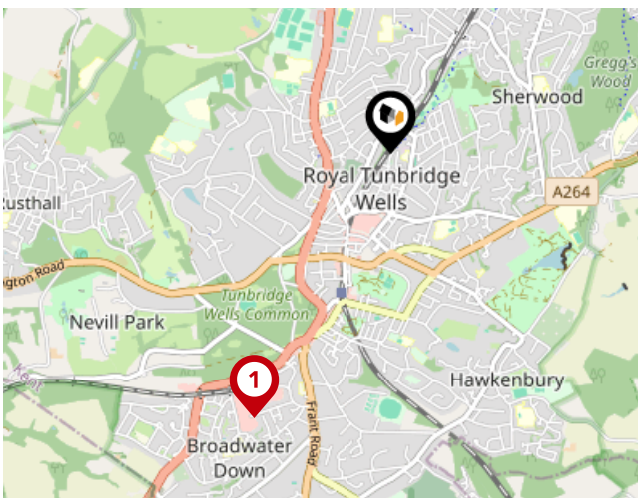 Gregg's
Wood
Sherwood
Royal Tunbridge
Wells
A264
Rusthall
ngton Road
Tunbridge
Wells Common
Nevill Park
Hawkenbury
1
Frant Road
Broadwater
Down